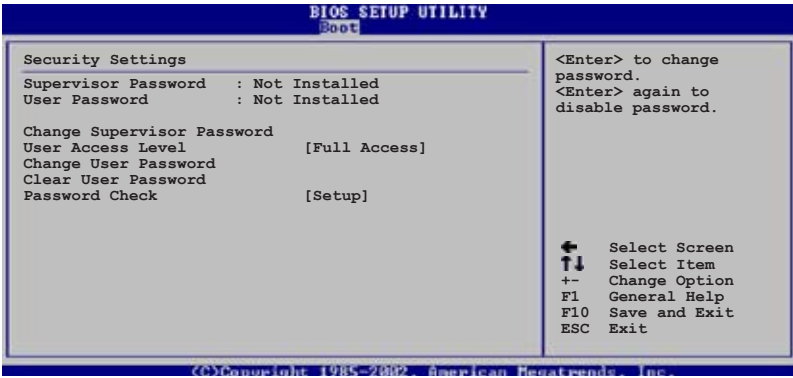 BIOS SETUP UTILITY
Boot
Security Settings
Supervisor Password : Not Installed
User Password : Not Installed
Change Supervisor Password
User Access Level [Full Access]
Change User Password
Clear User Password
Password Check [Setup]
<Enter> to change
password.
<Enter> again to
disable password.
← Select Screen
↑↓ Select Item
+- Change Option
F1 General Help
F10 Save and Exit
ESC Exit
(C)Copyright 1985-2002, American Megatrends, Inc.